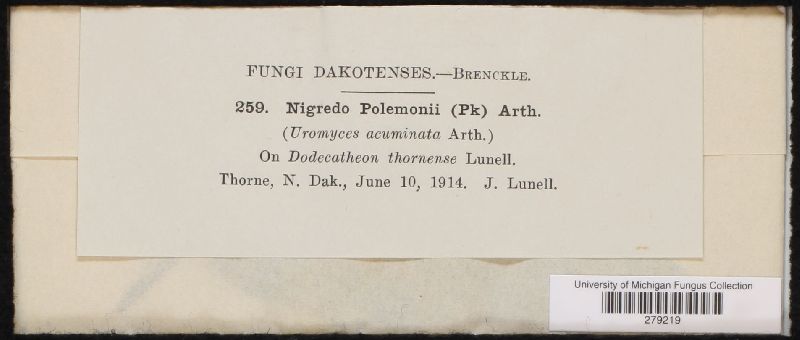 FUNGI DAKOTENSES.—BRENCKLE.
259. Nigredo Polemonii (Pk) Arth.
(Uromyces acuminata Arth.)
On Dodecatheon thornense Lunell.
Thorne, N. Dak., June 10, 1914. J. Lunell.
University of Michigan Fungus Collection
279219